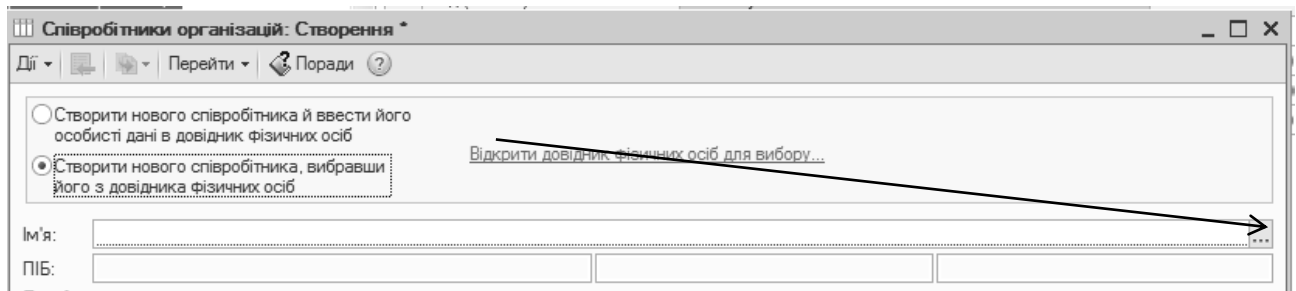 Співробітники організацій: Створення *
Дії Перейти Поради
Створити нового співробітника й ввести його
особисті дані в довідник фізичних осіб
Відкрити довідник фізичних осіб для вибору...
Створити нового співробітника, вибравши
його з довідника фізичних осіб
Ім'я: ...
ПІБ: